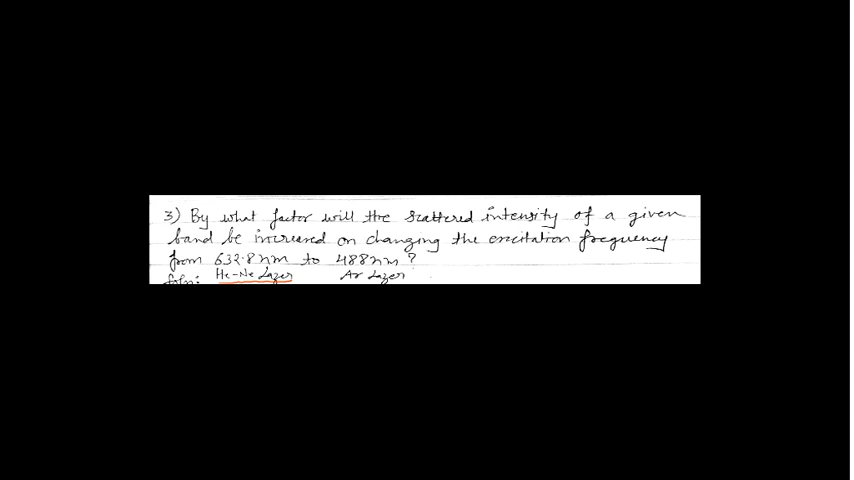 3) By what factor will the scattered intensity of a given
band be increased on changing the excitation frequency
from 632.8 nm to 488 nm ?
Soln: He-Ne Lazer Ar Lazer